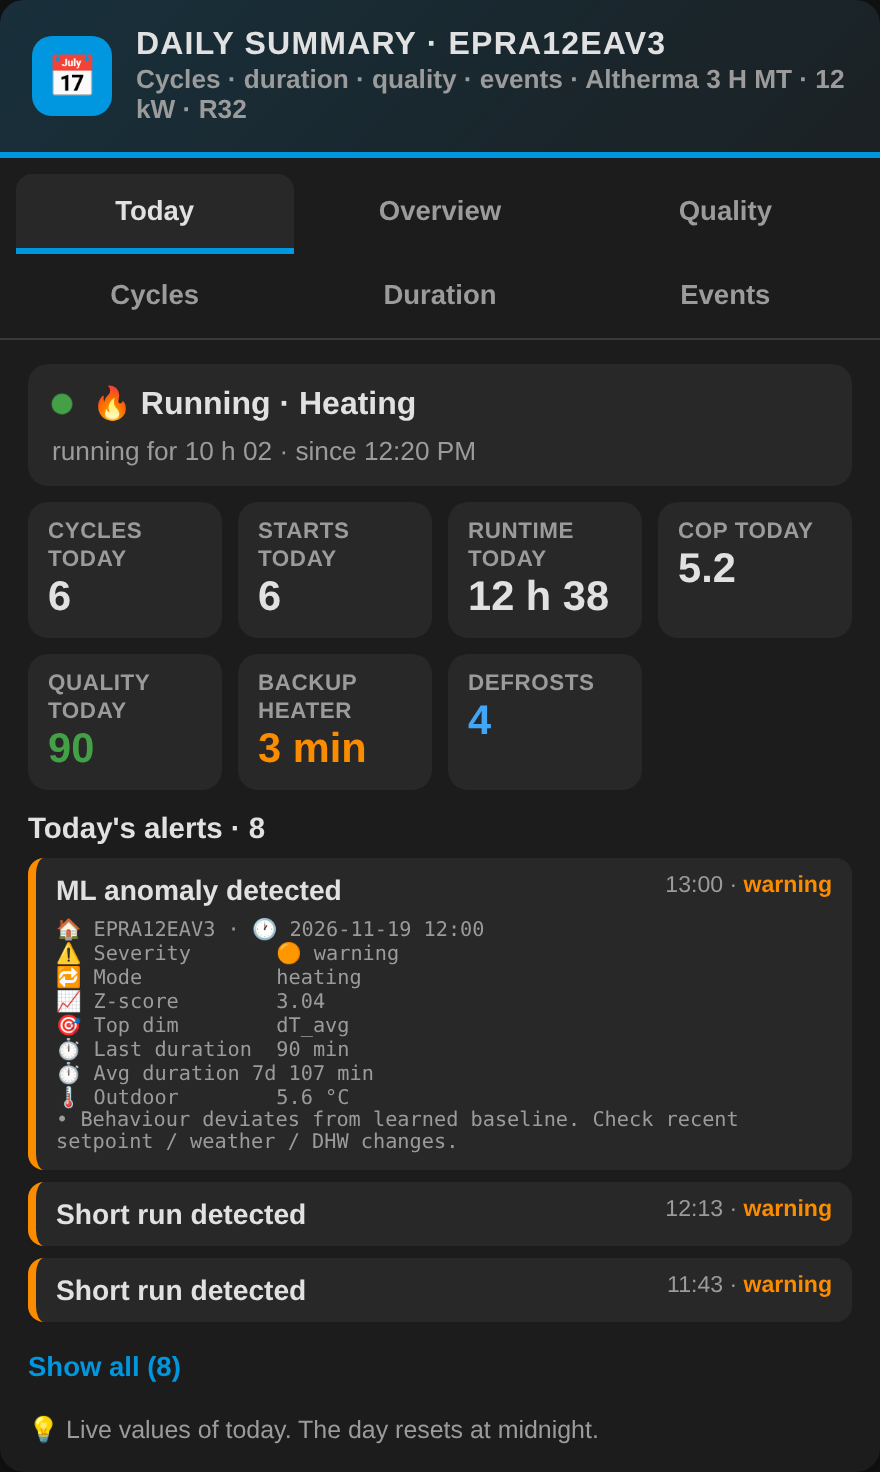 July
17
DAILY SUMMARY · EPRA12EAV3
Cycles · duration · quality · events · Altherma 3 H MT · 12
kW · R32
Today
Overview
Quality
Cycles
Duration
Events
Running · Heating
running for 10 h 02 · since 12:20 PM
CYCLES
TODAY
6
STARTS
TODAY
6
RUNTIME
TODAY
12 h 38
COP TODAY
5.2
QUALITY
TODAY
90
BACKUP
HEATER
3 min
DEFROSTS
4
Today's alerts · 8
ML anomaly detected
13:00 · warning
EPRA12EAV3 · 2026-11-19 12:00
Severity warning
Mode heating
Z-score 3.04
Top dim dT_avg
Last duration 90 min
Avg duration 7d 107 min
Outdoor 5.6 °C
• Behaviour deviates from learned baseline. Check recent
setpoint / weather / DHW changes.
Short run detected
12:13 · warning
Short run detected
11:43 · warning
Show all (8)
Live values of today. The day resets at midnight.